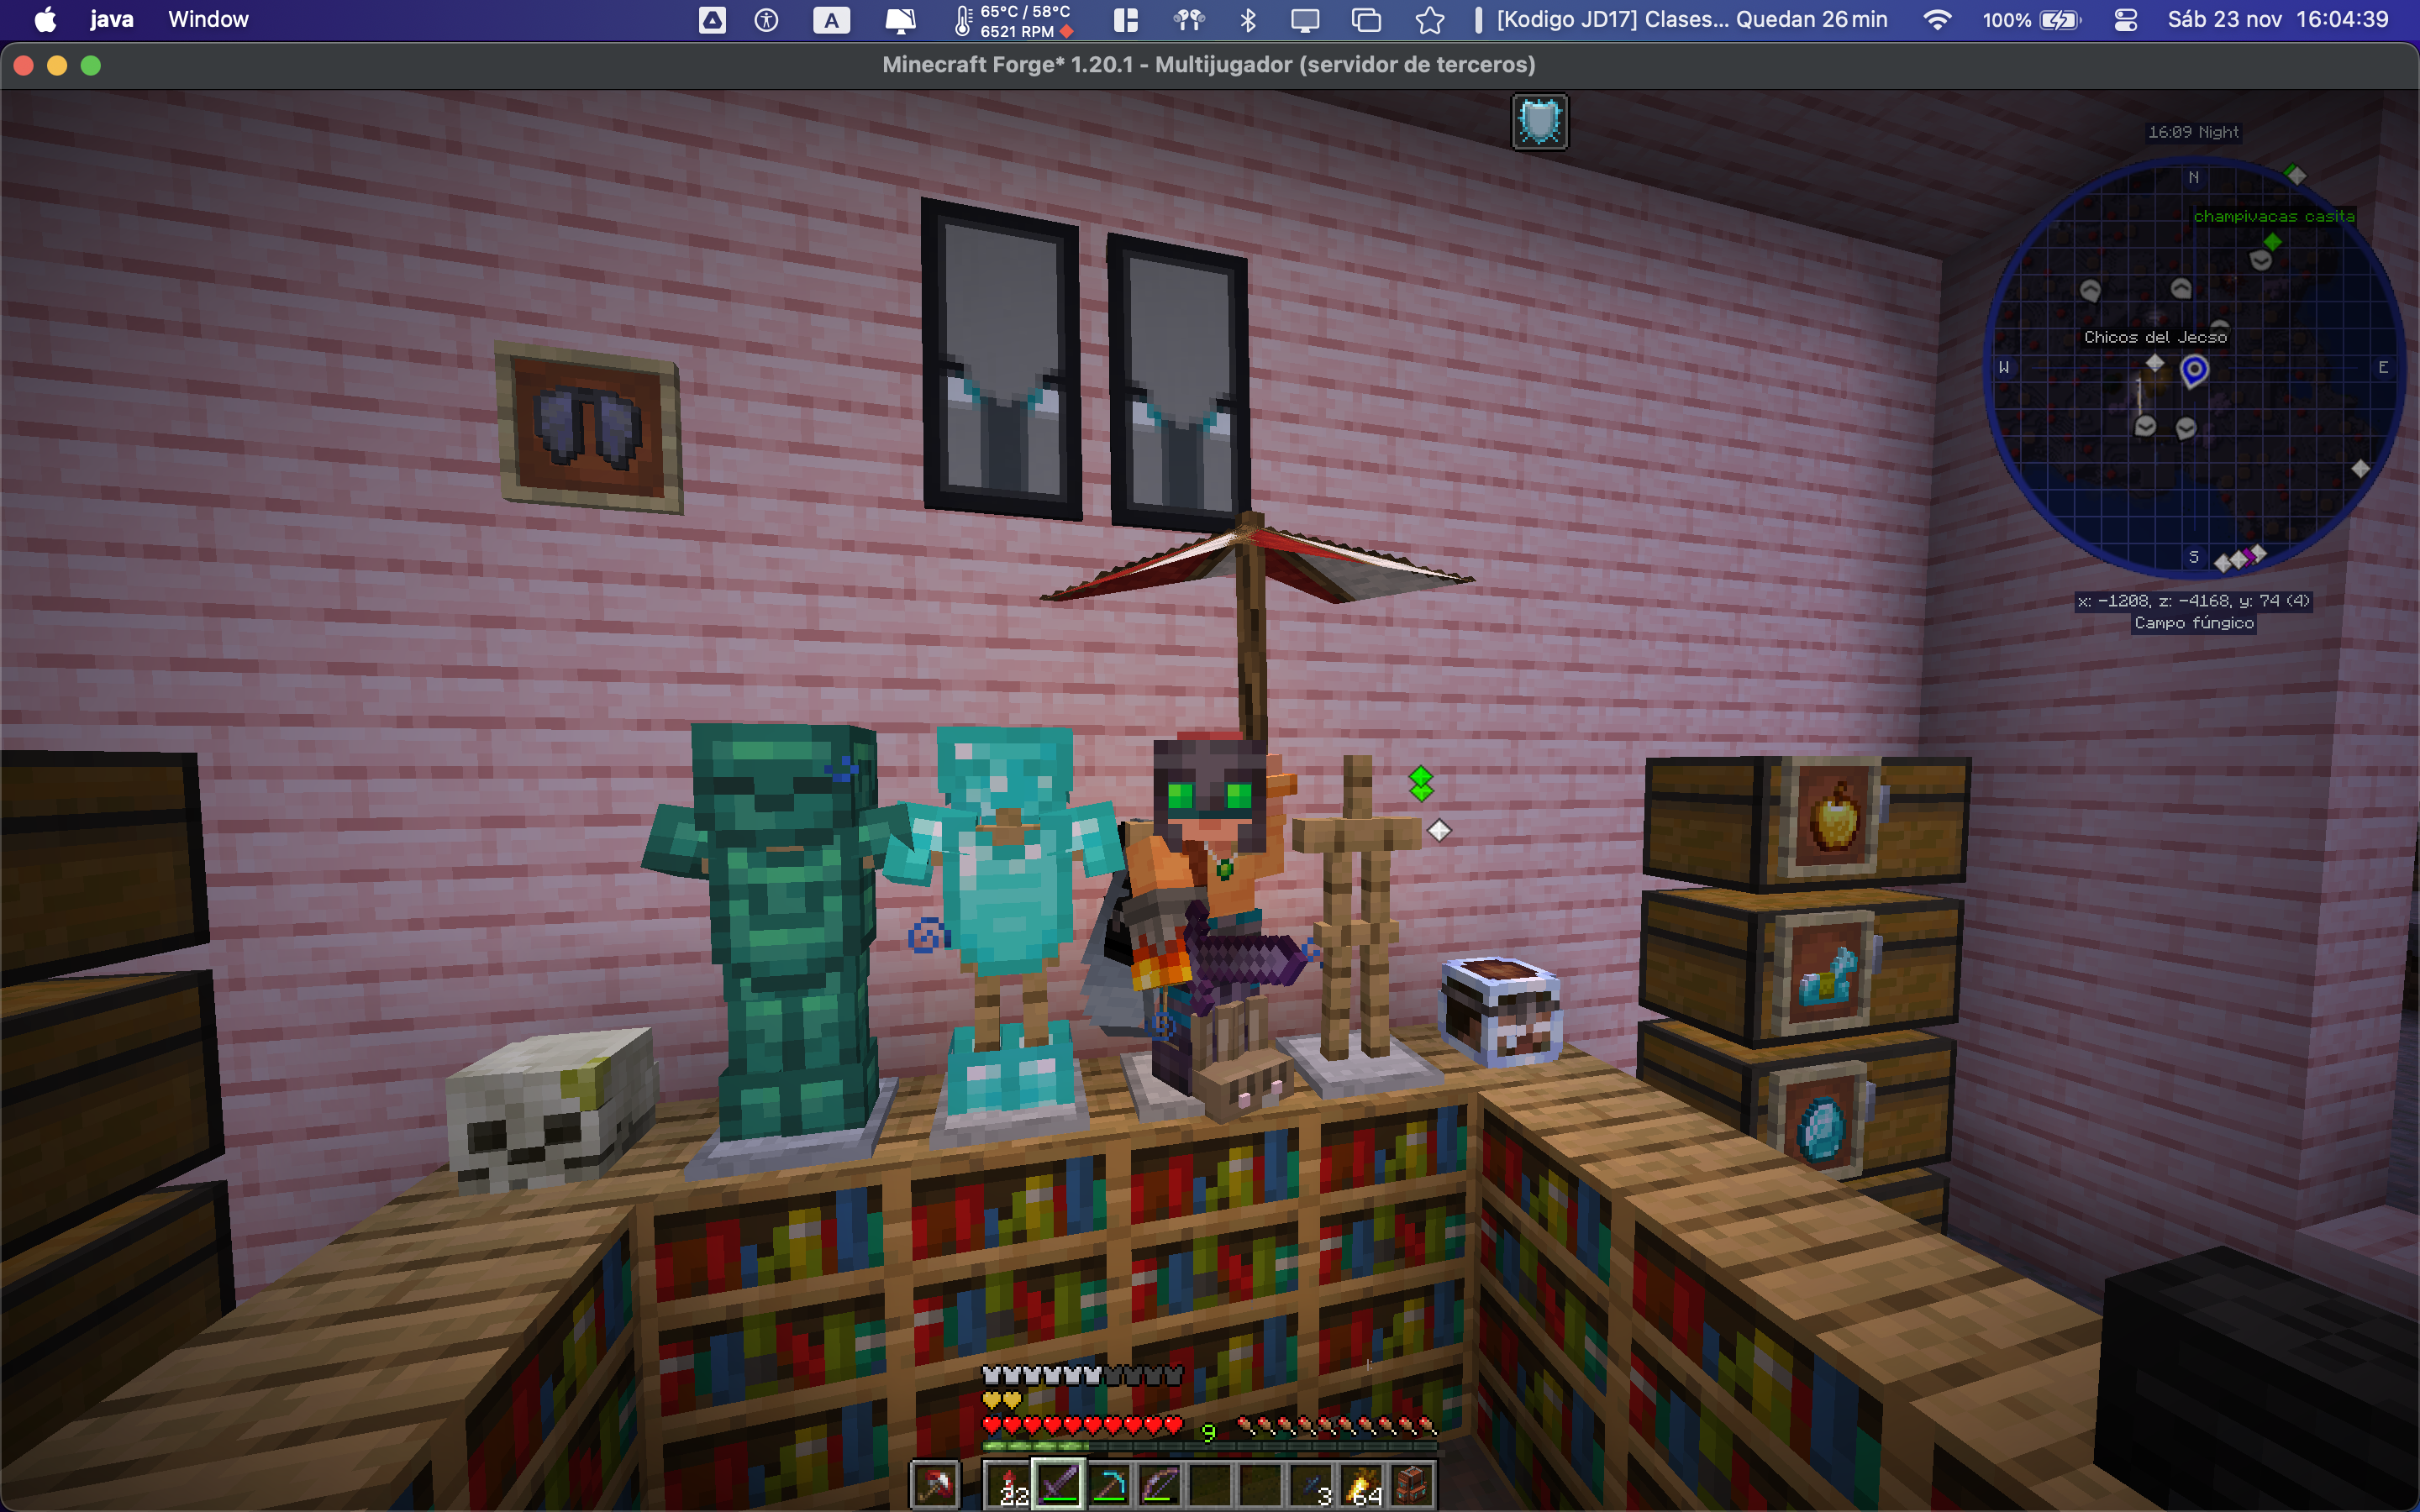 java Window
A
65°C / 58°C
6521 RPM
[Kodigo JD17] Clases... Quedan 26 min
100%
Sáb 23 nov 16:04:39
Minecraft Forge* 1.20.1 - Multijugador (servidor de terceros)
16:09 Night
N
champivacas casita
Chicos del Jecso
W
E
S
x: -1208, z: -4168, y: 74 (4)
Campo fúngico
9
22
3
64